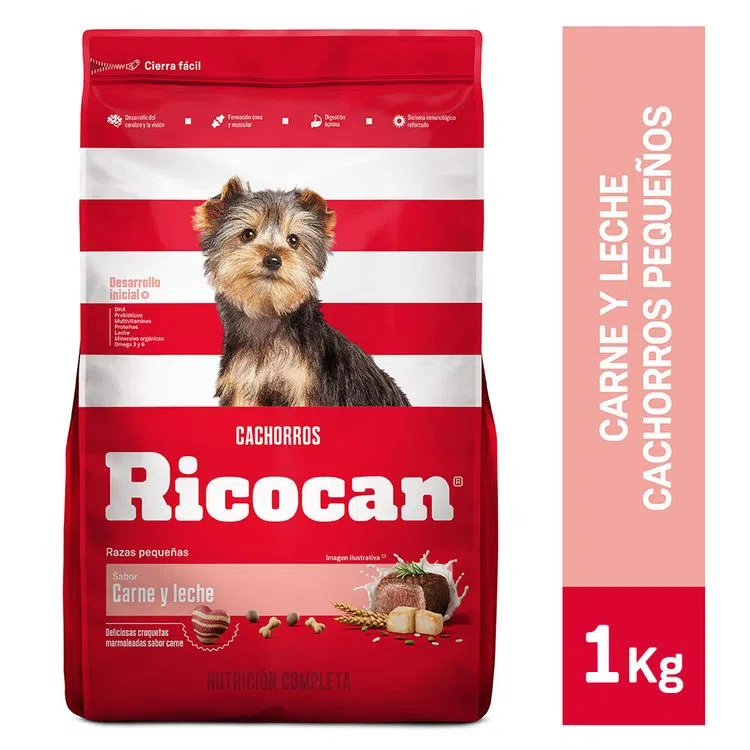 Cierra fácil
Desarrollo del
cerebro y la visión
Formación ósea
y muscular
Digestión
óptima
Sistema inmunológico
reforzado
Desarrollo
inicial
DHA
Prebióticos
Multivitaminas
Proteínas
Leche
Minerales orgánicos
Omega 3 y 6
CACHORROS
Ricocan®
Razas pequeñas
Imagen ilustrativa
Sabor
Carne y leche
Deliciosas croquetas
marmoleadas sabor carne
NUTRICIÓN COMPLETA
CARNE Y LECHE
CACHORROS PEQUEÑOS
1Kg